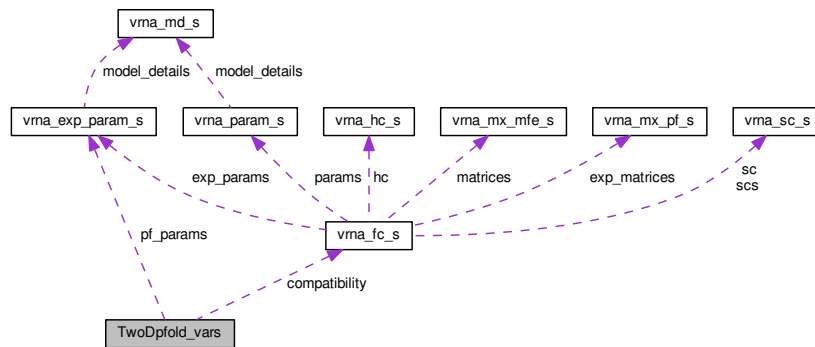 vrna_md_s
model_details
model_details
vrna_exp_param_s
vrna_param_s
vrna_hc_s
vrna_mx_mfe_s
vrna_mx_pf_s
vrna_sc_s
exp_params
params
hc
matrices
exp_matrices
sc
scs
pf_params
vrna_fc_s
compatibility
TwoDpfold_vars